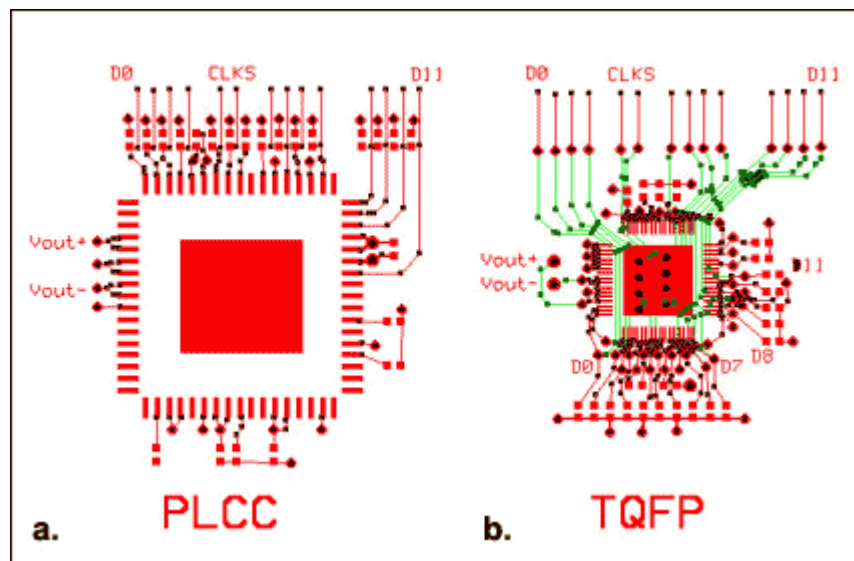 D0 CLKS D11
Vout+
Vout-
a. PLCC
D0 CLKS D11
Vout+
Vout-
D11
D8
D0 D7
b. TQFP